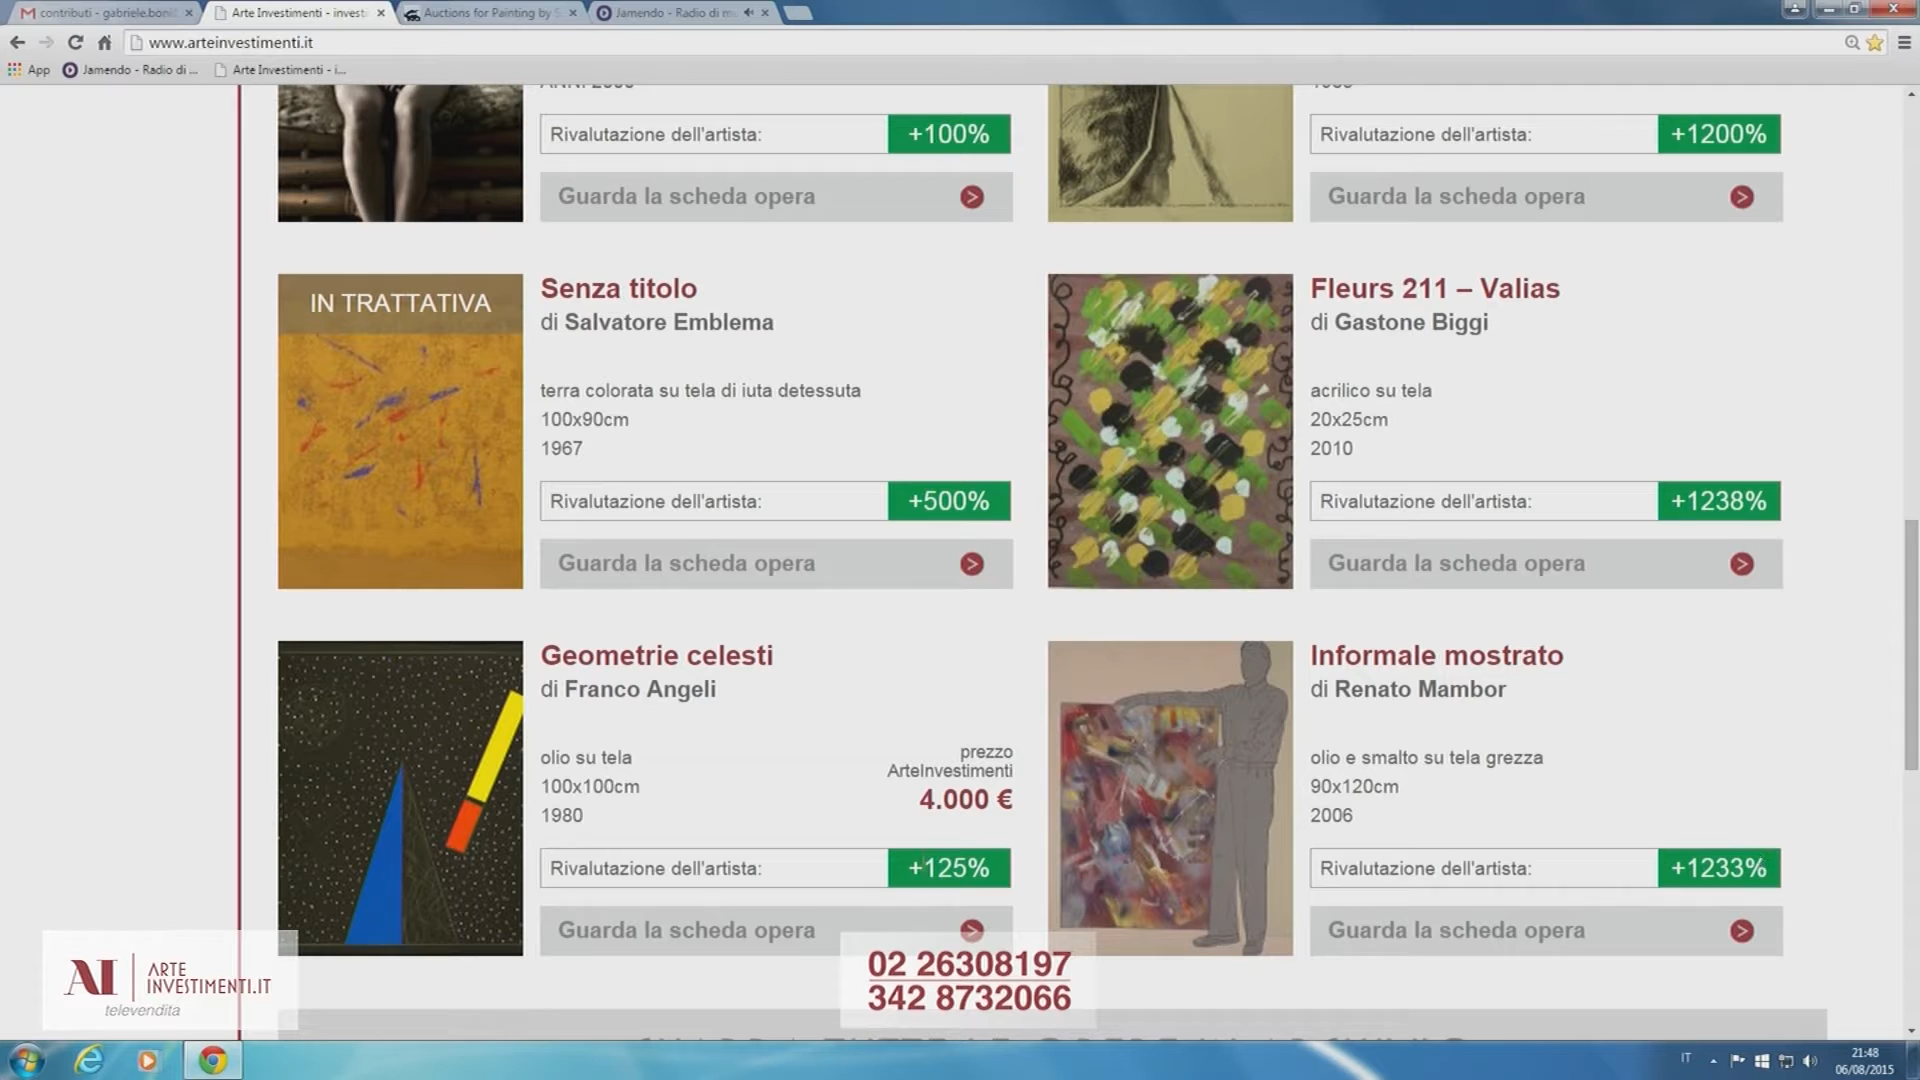 contributi - gabriele.bonif
Arte Investimenti - invest
Auctions for Painting by S
Jamendo - Radio di mu
www.arteinvestimenti.it
App
Jamendo - Radio di ...
Arte Investimenti - i...
Rivalutazione dell'artista:
+100%
Guarda la scheda opera
>
Rivalutazione dell'artista:
+1200%
Guarda la scheda opera
>
IN TRATTATIVA
Senza titolo
di Salvatore Emblema
terra colorata su tela di iuta detessuta
100x90cm
1967
Rivalutazione dell'artista:
+500%
Guarda la scheda opera
>
Fleurs 211 – Valias
di Gastone Biggi
acrilico su tela
20x25cm
2010
Rivalutazione dell'artista:
+1238%
Guarda la scheda opera
>
Geometrie celesti
di Franco Angeli
olio su tela
100x100cm
1980
prezzo
ArteInvestimenti
4.000 €
Rivalutazione dell'artista:
+125%
Guarda la scheda opera
>
Informale mostrato
di Renato Mambor
olio e smalto su tela grezza
90x120cm
2006
Rivalutazione dell'artista:
+1233%
Guarda la scheda opera
>
AI ARTE
INVESTIMENTI.IT
televendita
02 26308197
342 8732066
IT
21:48
06/08/2015